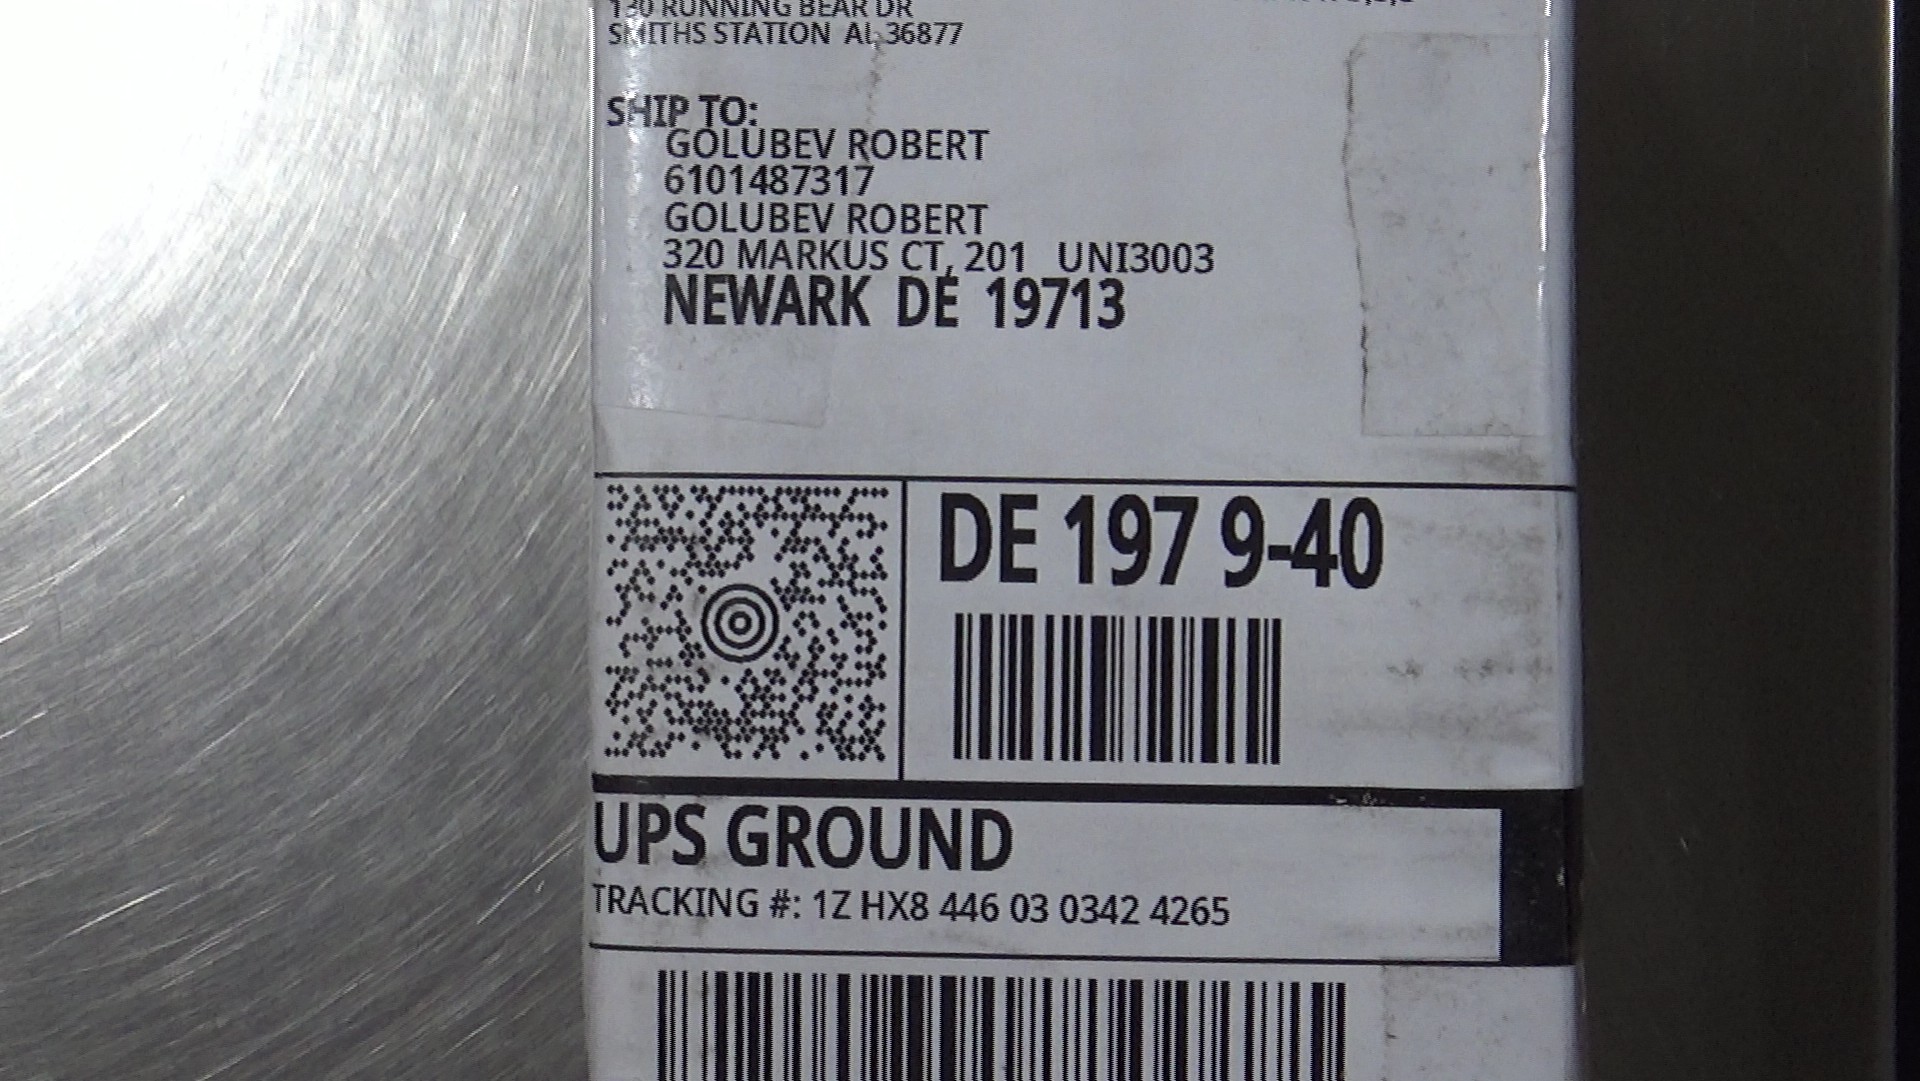 130 RUNNING BEAR DR
SMITHS STATION AL 36877
SHIP TO:
GOLUBEV ROBERT
6101487317
GOLUBEV ROBERT
320 MARKUS CT, 201 UNI3003
NEWARK DE 19713
DE 197 9-40
UPS GROUND
TRACKING #: 1Z HX8 446 03 0342 4265